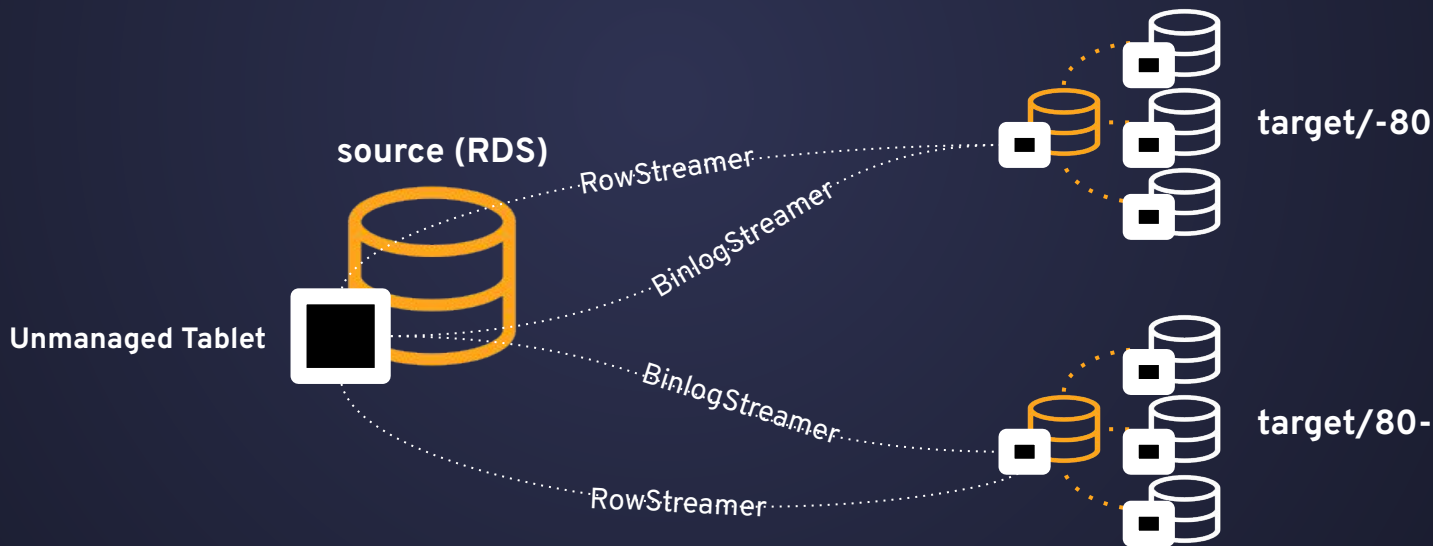 target/-80
source (RDS)
RowStreamer
BinlogStreamer
Unmanaged Tablet
BinlogStreamer
target/80-
RowStreamer